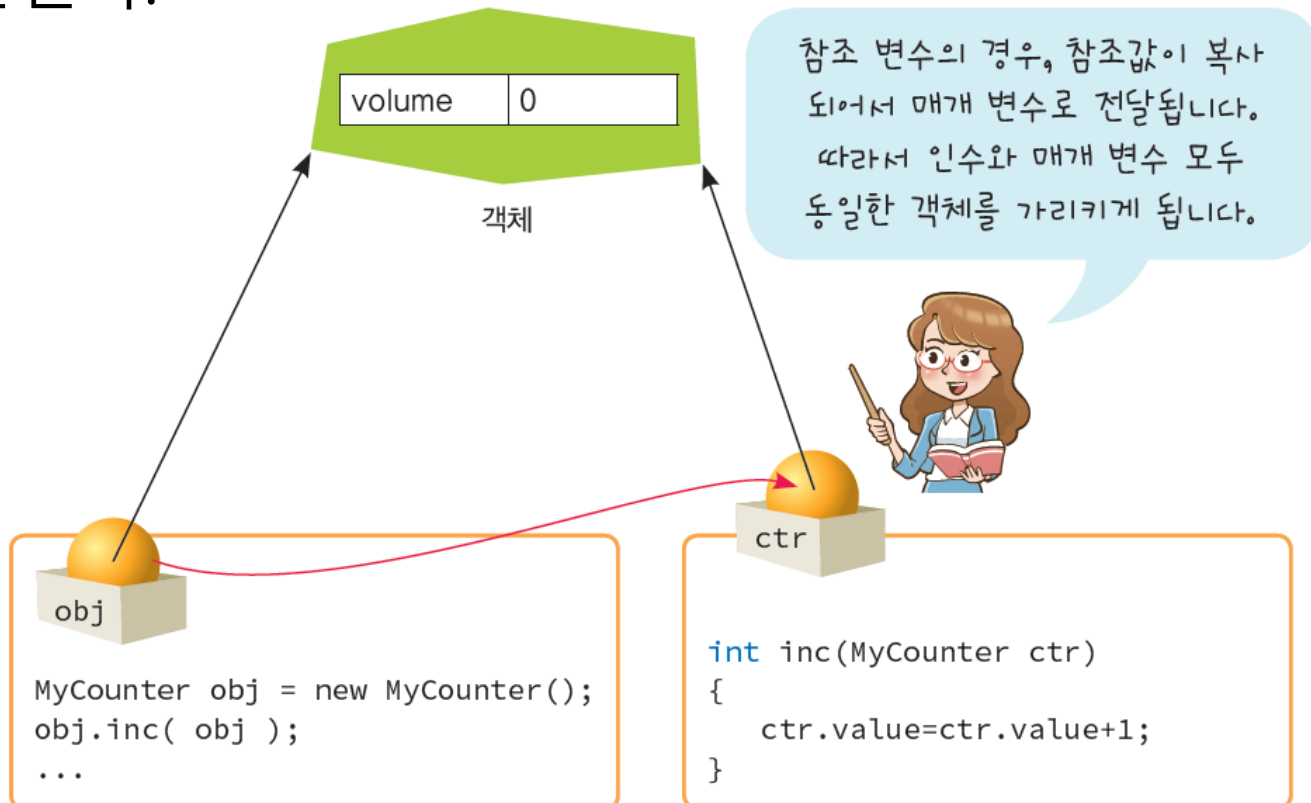 volume 0
객체
참조 변수의 경우, 참조값이 복사
되어서 매개 변수로 전달됩니다.
따라서 인수와 매개 변수 모두
동일한 객체를 가리키게 됩니다.
obj
MyCounter obj = new MyCounter();
obj.inc( obj );
...
ctr
int inc(MyCounter ctr)
{
ctr.value=ctr.value+1;
}